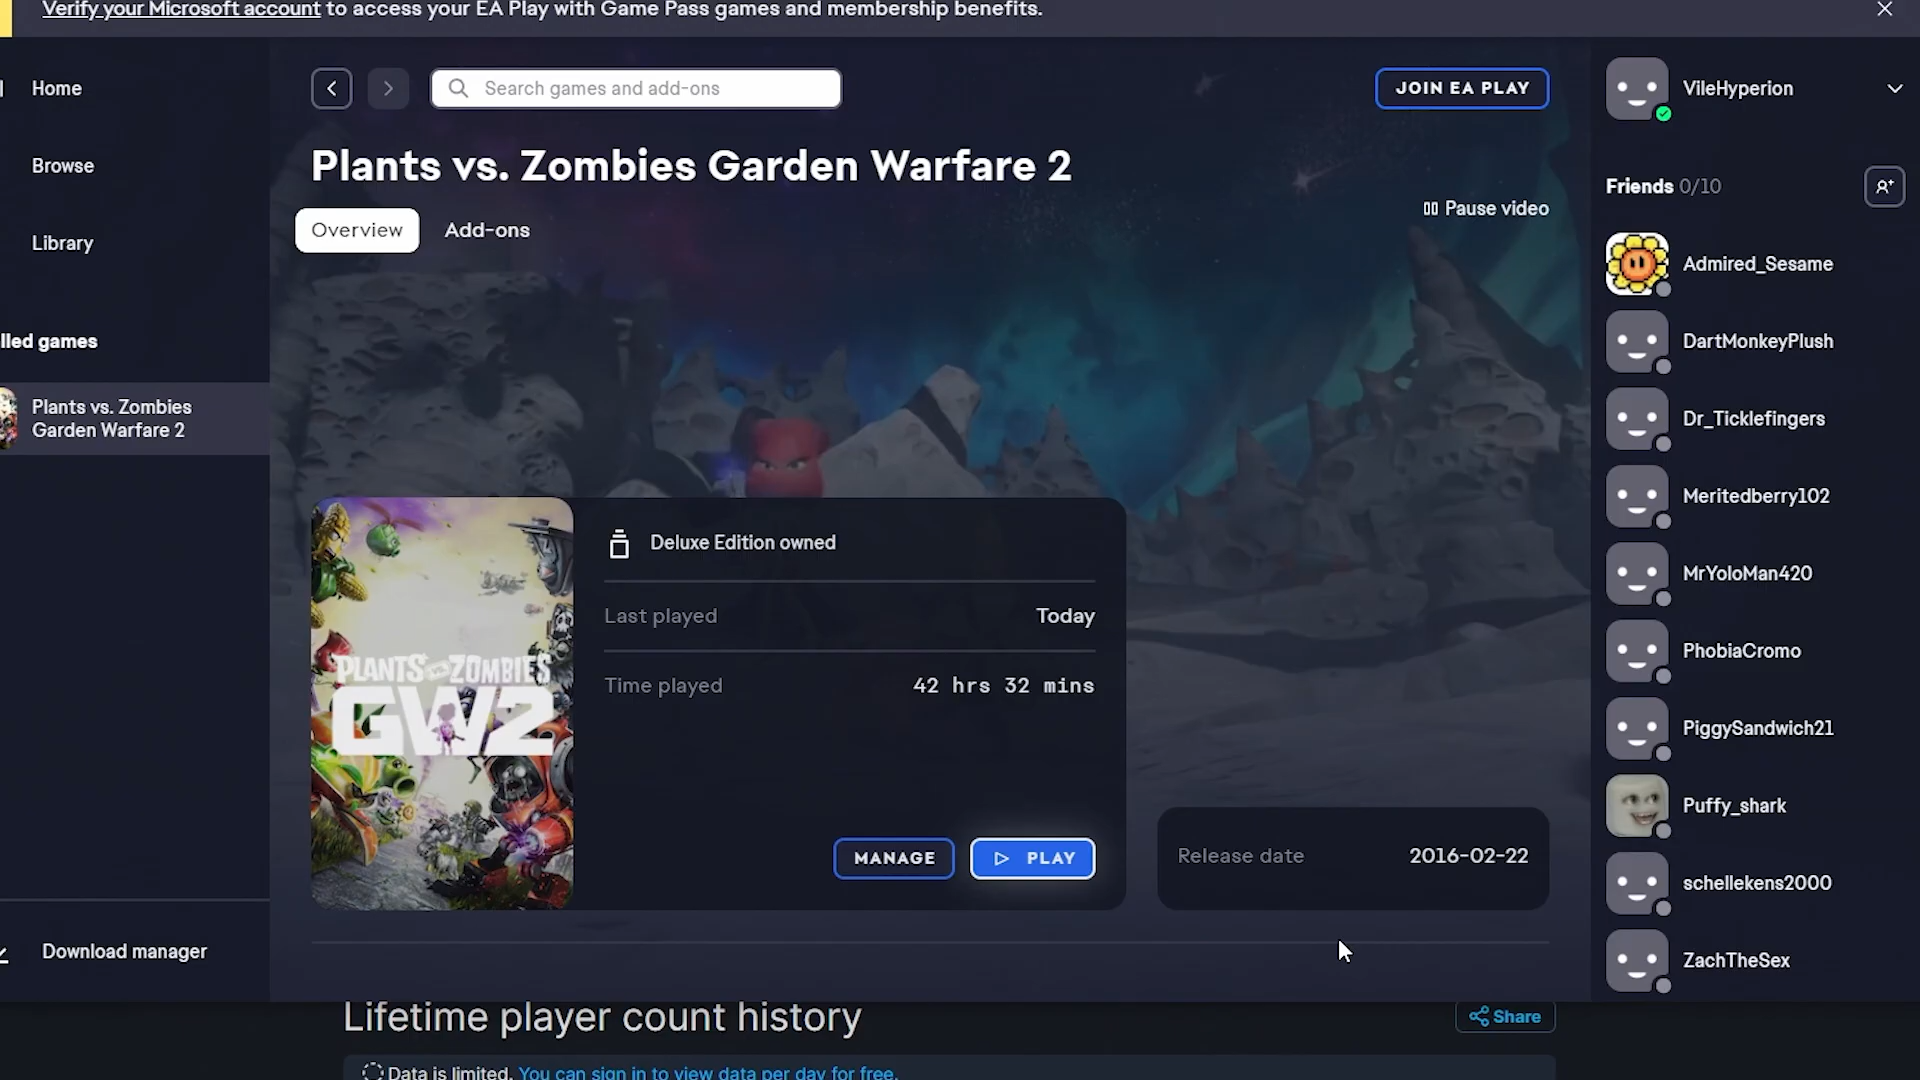 Verify your Microsoft account to access your EA Play with Game Pass games and membership benefits.
Home
Browse
Library
lled games
Plants vs. Zombies
Garden Warfare 2
Download manager
Search games and add-ons
JOIN EA PLAY
Plants vs. Zombies Garden Warfare 2
Pause video
Overview
Add-ons
PLANTS VS ZOMBIES
GW2
Deluxe Edition owned
Last played
Today
Time played
42 hrs 32 mins
MANAGE
PLAY
Release date
2016-02-22
VileHyperion
Friends 0/10
Admired_Sesame
DartMonkeyPlush
Dr_Ticklefingers
Meritedberry102
MrYoloMan420
PhobiaCromo
PiggySandwich21
Puffy_shark
schellekens2000
ZachTheSex
Lifetime player count history
Share
Data is limited. You can sign in to view data per day for free.